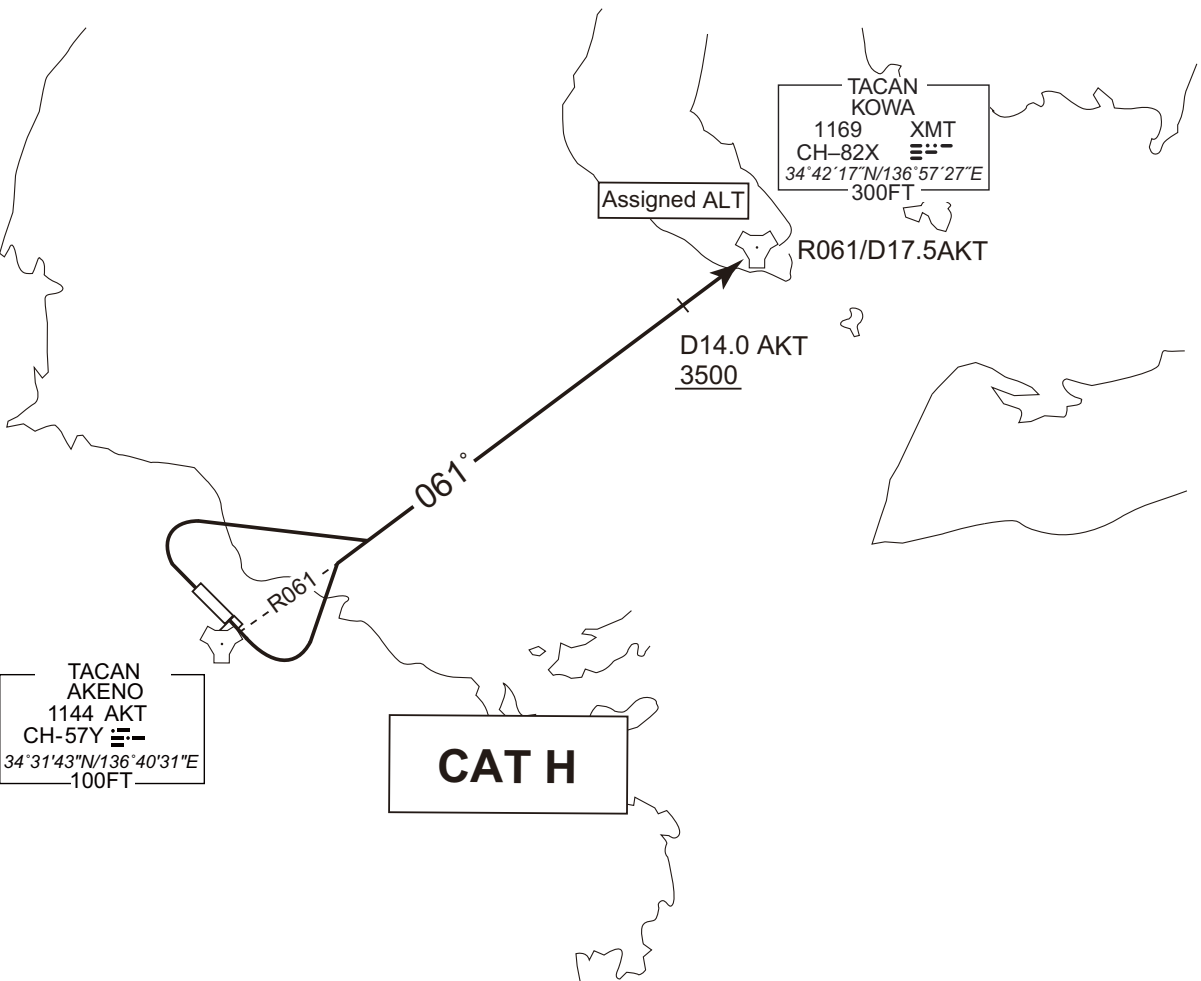 TACAN
KOWA
1169 XMT
CH–82X
34°42′17″N/136°57′27″E
300FT
Assigned ALT
R061/D17.5AKT
D14.0 AKT
3500
061°
R061
TACAN
AKENO
1144 AKT
CH-57Y
34°31'43"N/136°40'31"E
100FT
CAT H